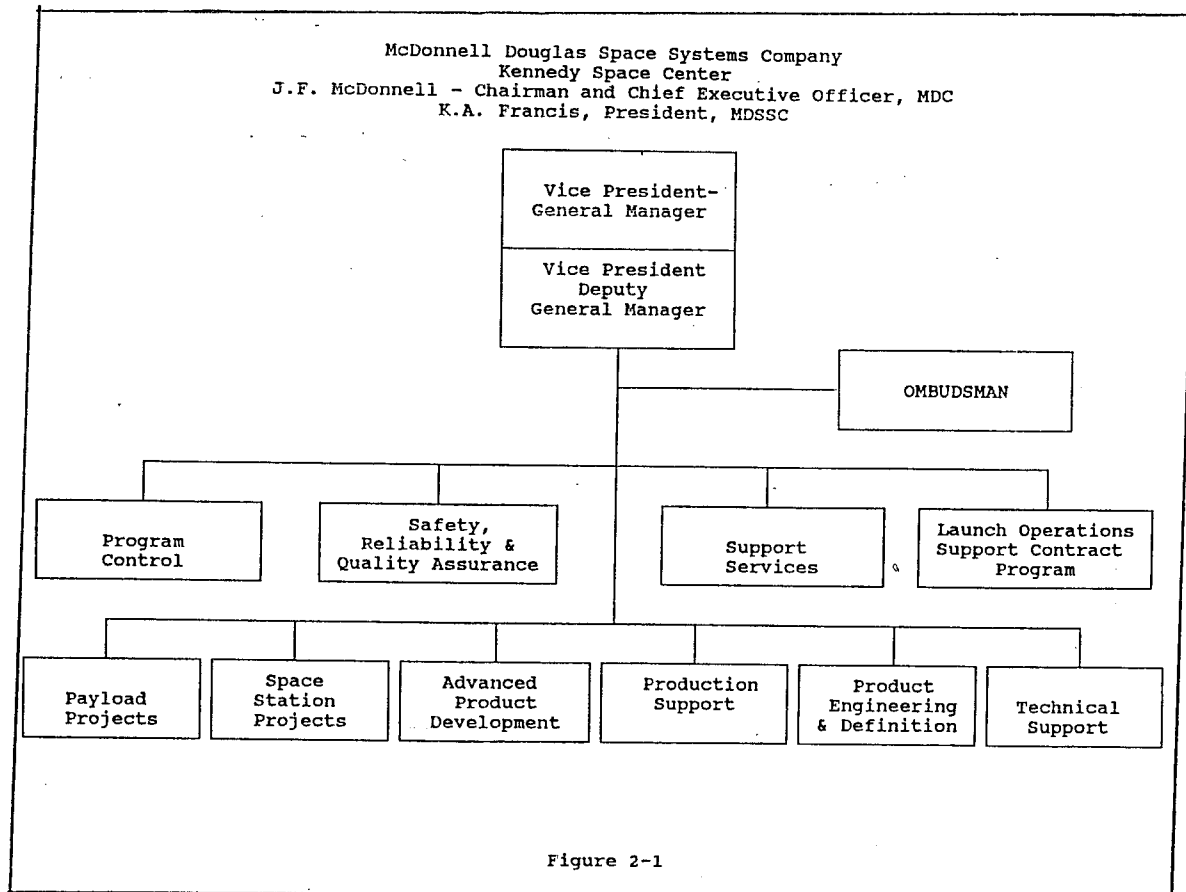 McDonnell Douglas Space Systems Company
Kennedy Space Center
J.F. McDonnell - Chairman and Chief Executive Officer, MDC
K.A. Francis, President, MDSSC
Vice President-
General Manager
Vice President
Deputy
General Manager
OMBUDSMAN
Program
Control
Safety,
Reliability &
Quality Assurance
Support
Services
Launch Operations
Support Contract
Program
Payload
Projects
Space
Station
Projects
Advanced
Product
Development
Production
Support
Product
Engineering
& Definition
Technical
Support
Figure 2-1